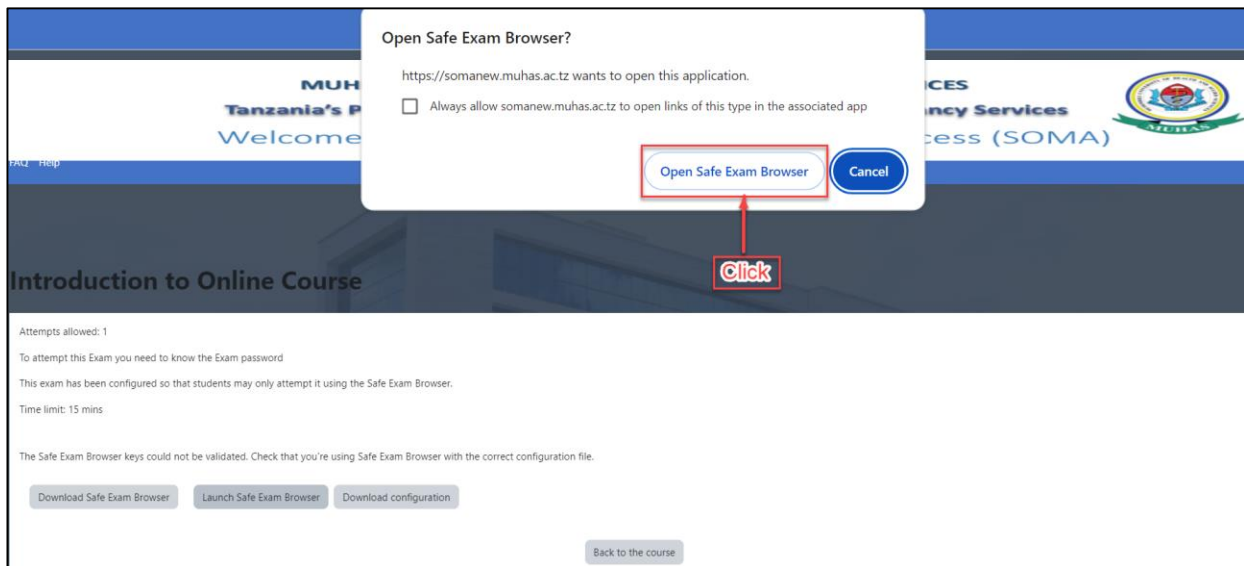 Open Safe Exam Browser?
https://somanew.muhas.ac.tz wants to open this application.
Always allow somanew.muhas.ac.tz to open links of this type in the associated app
Open Safe Exam Browser
Cancel
MUH
CES
Tanzania's P
ncy Services
Welcome
cess (SOMA)
MUHAS
FAQ Help
Click
Introduction to Online Course
Attempts allowed: 1
To attempt this Exam you need to know the Exam password
This exam has been configured so that students may only attempt it using the Safe Exam Browser.
Time limit: 15 mins
The Safe Exam Browser keys could not be validated. Check that you're using Safe Exam Browser with the correct configuration file.
Download Safe Exam Browser
Launch Safe Exam Browser
Download configuration
Back to the course